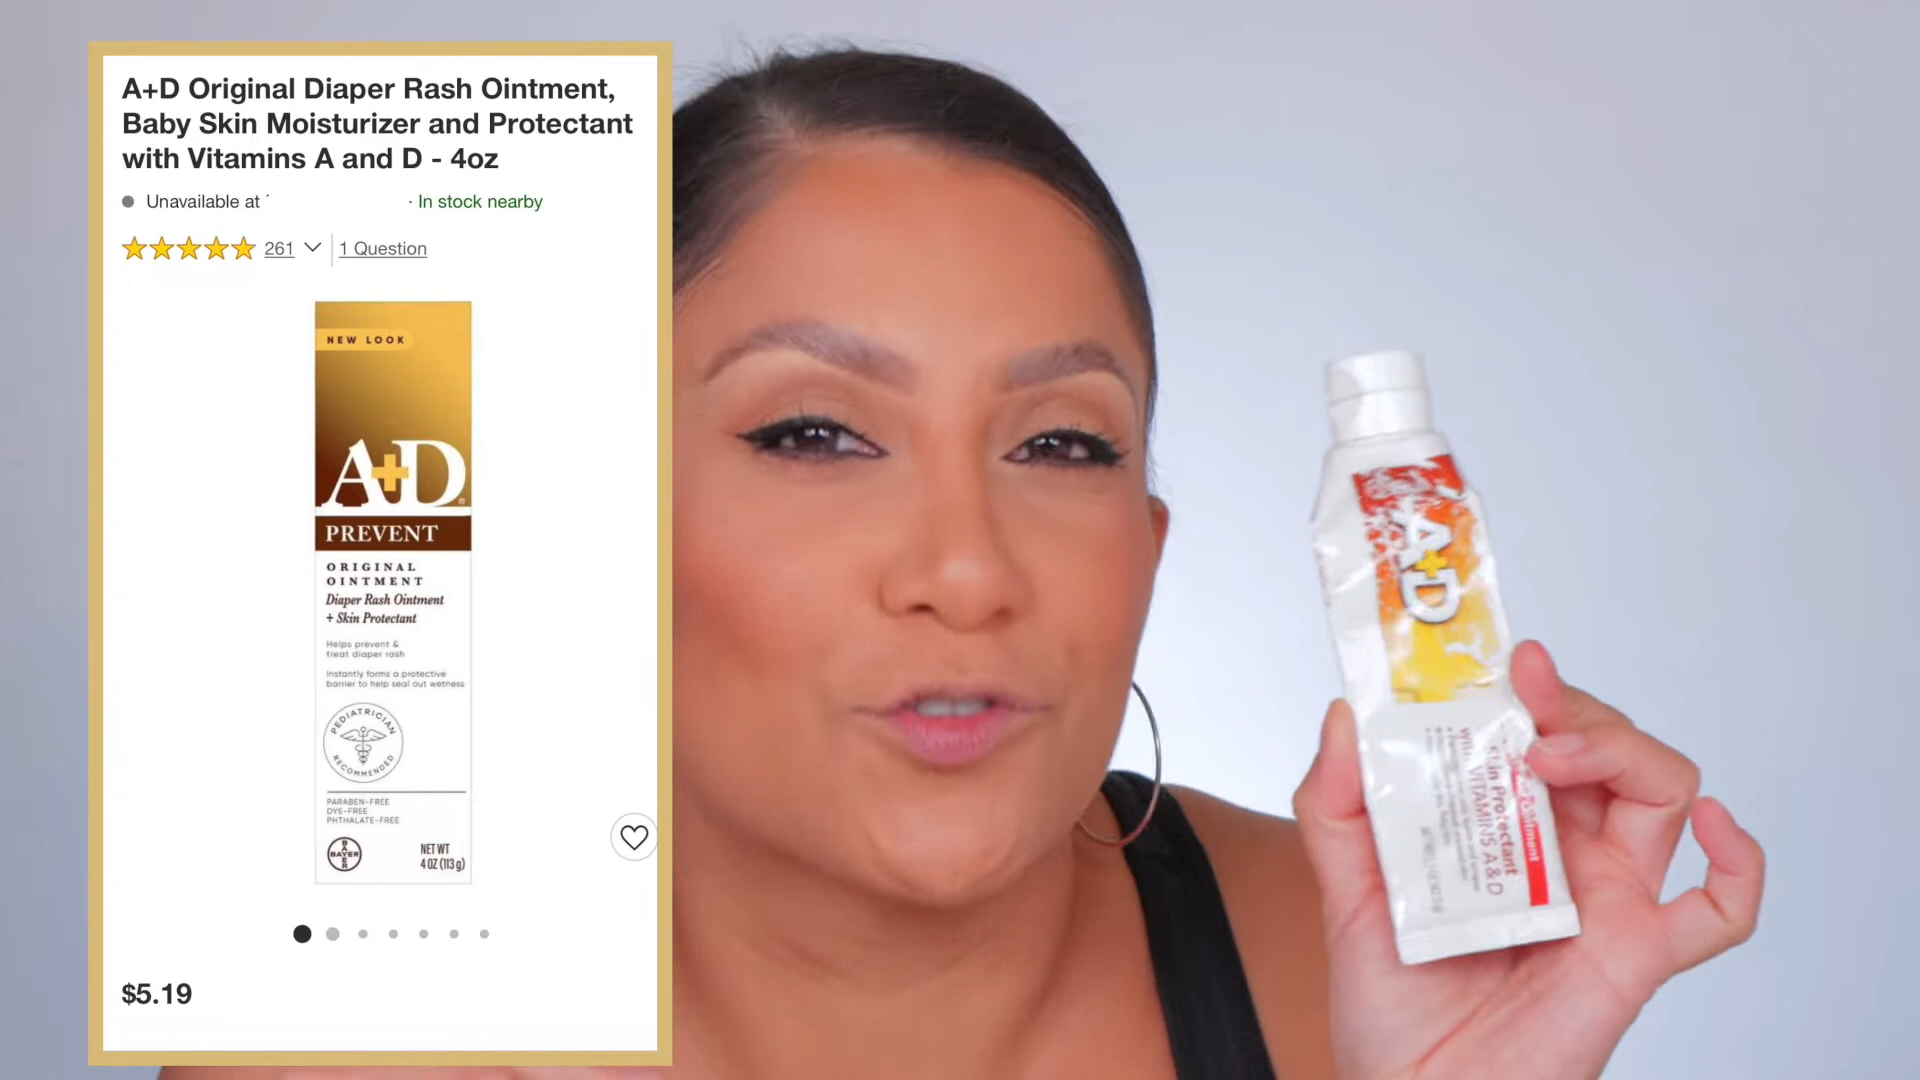 A+D Original Diaper Rash Ointment,
Baby Skin Moisturizer and Protectant
with Vitamins A and D - 4oz
Unavailable at
· In stock nearby
261
1 Question
NEW LOOK
A+D
PREVENT
ORIGINAL
OINTMENT
Diaper Rash Ointment
+ Skin Protectant
Helps prevent &
treat diaper rash
Instantly forms a protective
barrier to help seal out wetness
PEDIATRICIAN
RECOMMENDED
PARABEN-FREE
DYE-FREE
PHTHALATE-FREE
BAYER
BAYER
NET WT
4 OZ (113 g)
$5.19
A+D
Ointment
Skin Protectant
VITAMINS A & D